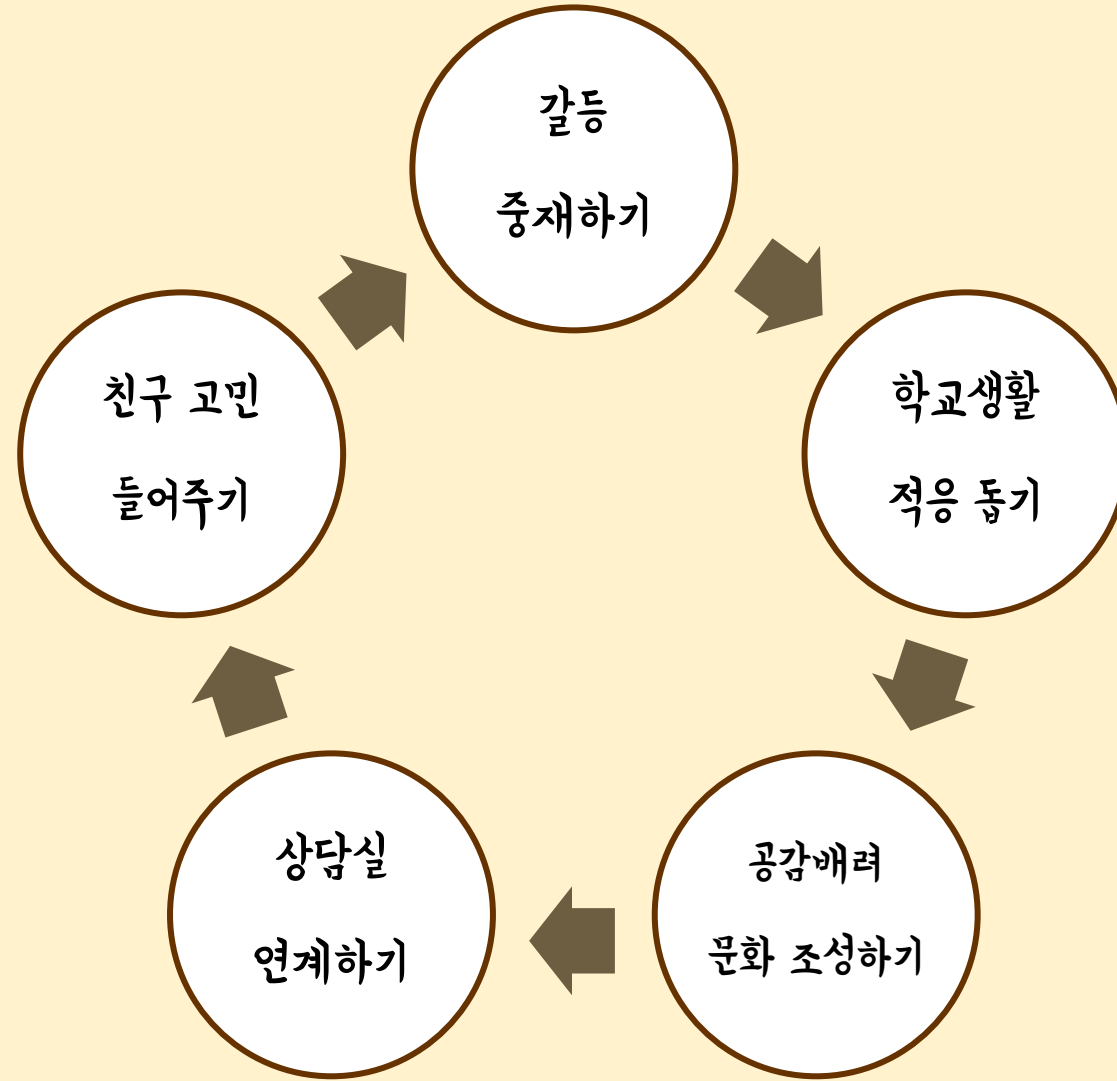 갈등
중재하기
학교생활
적응 돕기
공감배려
문화 조성하기
상담실
연계하기
친구 고민
들어주기